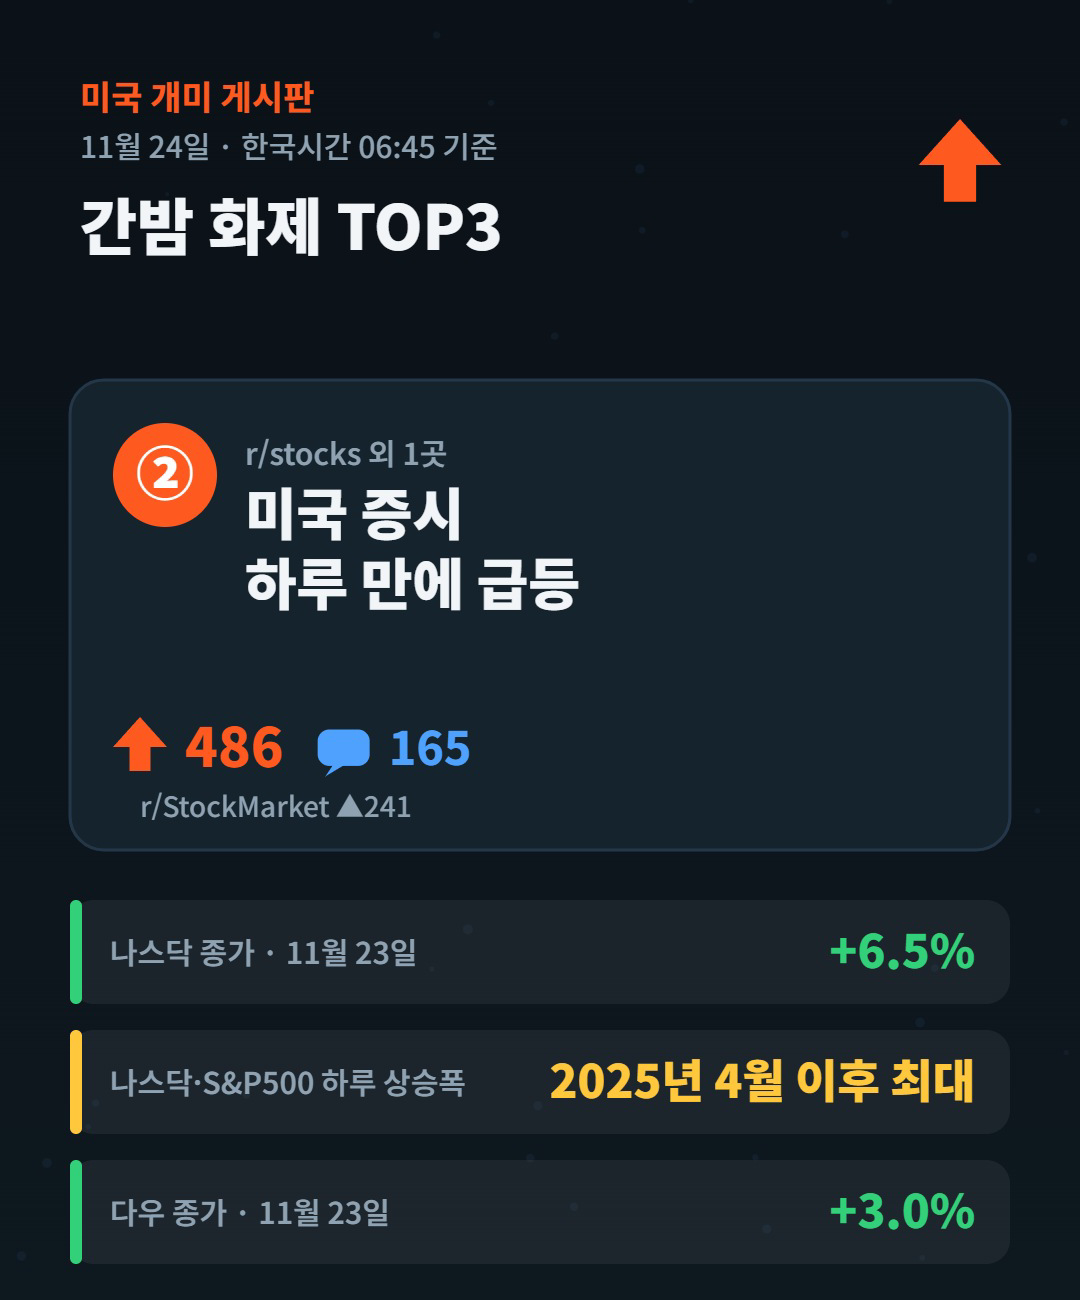 미국 개미 게시판
11월 24일 · 한국시간 06:45 기준
간밤 화제 TOP3
②
r/stocks 외 1곳
미국 증시
하루 만에 급등
486 165
r/StockMarket ▲241
나스닥 종가 · 11월 23일 +6.5%
나스닥·S&P500 하루 상승폭 2025년 4월 이후 최대
다우 종가 · 11월 23일 +3.0%